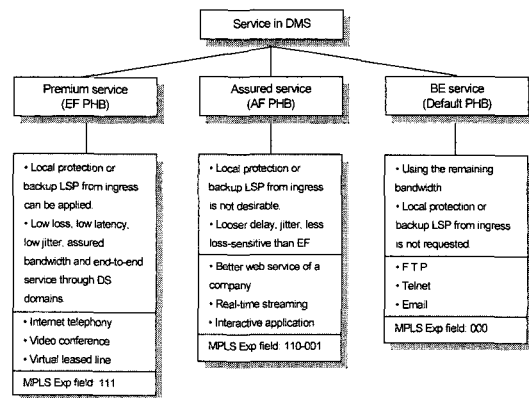 Service in DMS
Premium service
(EF PHB)
Assured service
(AF PHB)
BE service
(Default PHB)
• Local protection or
backup LSP from ingress
can be applied.
• Low loss, low latency,
low jitter, assured
bandwidth and end-to-end
service through DS
domains
• Internet telephony
• Video conference
• Virtual leased line
MPLS Exp field: 111
• Local protection or
backup LSP from ingress
is not desirable.
• Looser delay, jitter, less
loss-sensitive than EF
• Better web service of a
company
• Real-time streaming
• Interactive application
MPLS Exp field: 110-001
• Using the remaining
bandwidth
• Local protection or
backup LSP from ingress
is not requested
• F T P
• Telnet
• Email
MPLS Exp field: 000